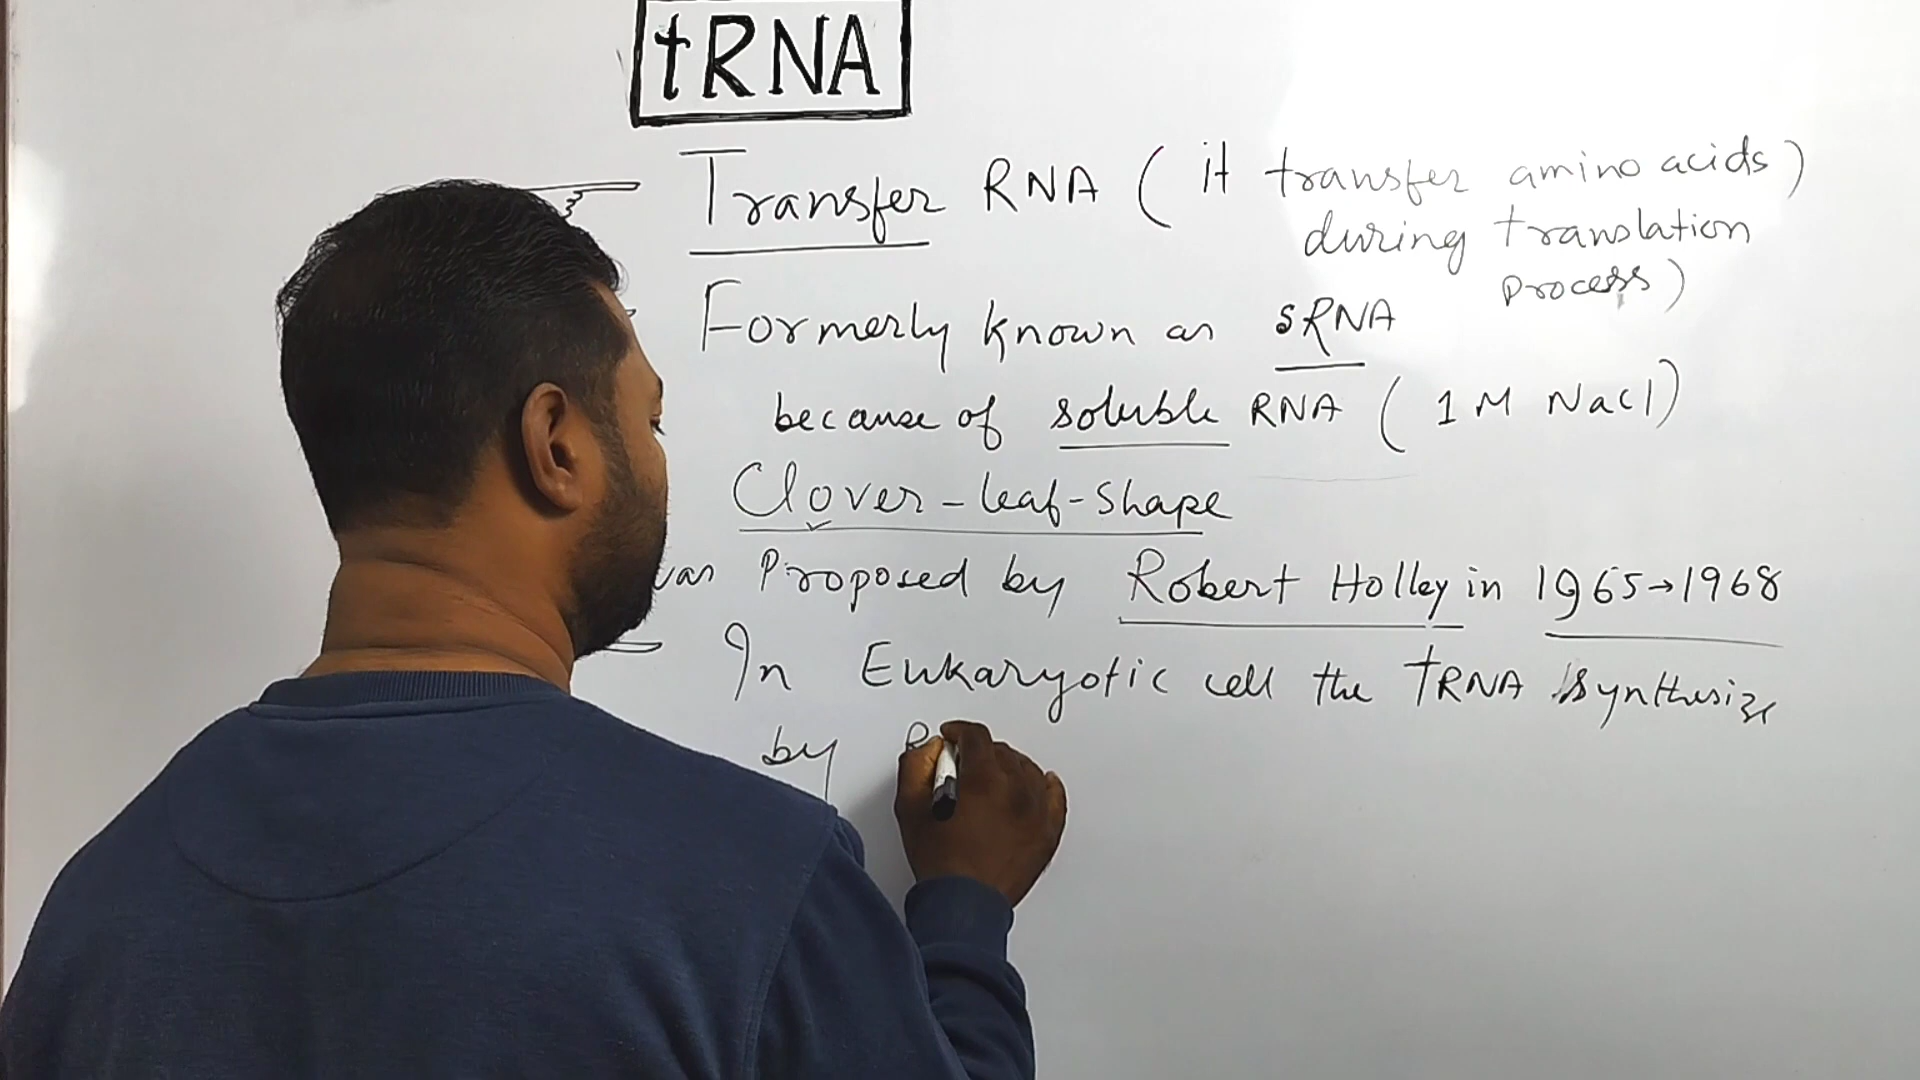 tRNA
Transfer RNA ( it transfer amino acids )
during translation
process )
Formerly known as sRNA
because of soluble RNA ( 1 M NaCl )
Clover-leaf-shape
was Proposed by Robert Holley in 1965→1968
In Eukaryotic cell the tRNA synthesize
by